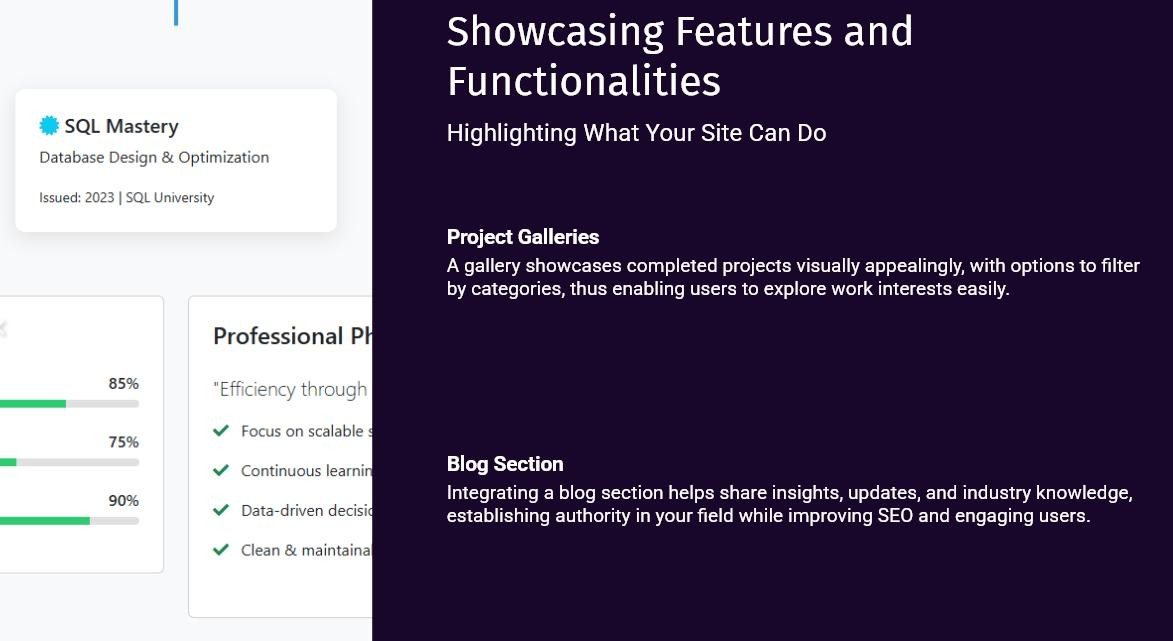 SQL Mastery
Database Design & Optimization
Issued: 2023 | SQL University
85%
75%
90%
Professional
"Efficiency through
Focus on scalable
Continuous
Data-driven
Clean &
Showcasing Features and
Functionalities
Highlighting What Your Site Can Do
Project Galleries
A gallery showcases completed projects visually appealingly, with options to filter
by categories, thus enabling users to explore work interests easily.
Blog Section
Integrating a blog section helps share insights, updates, and industry knowledge,
establishing authority in your field while improving SEO and engaging users.